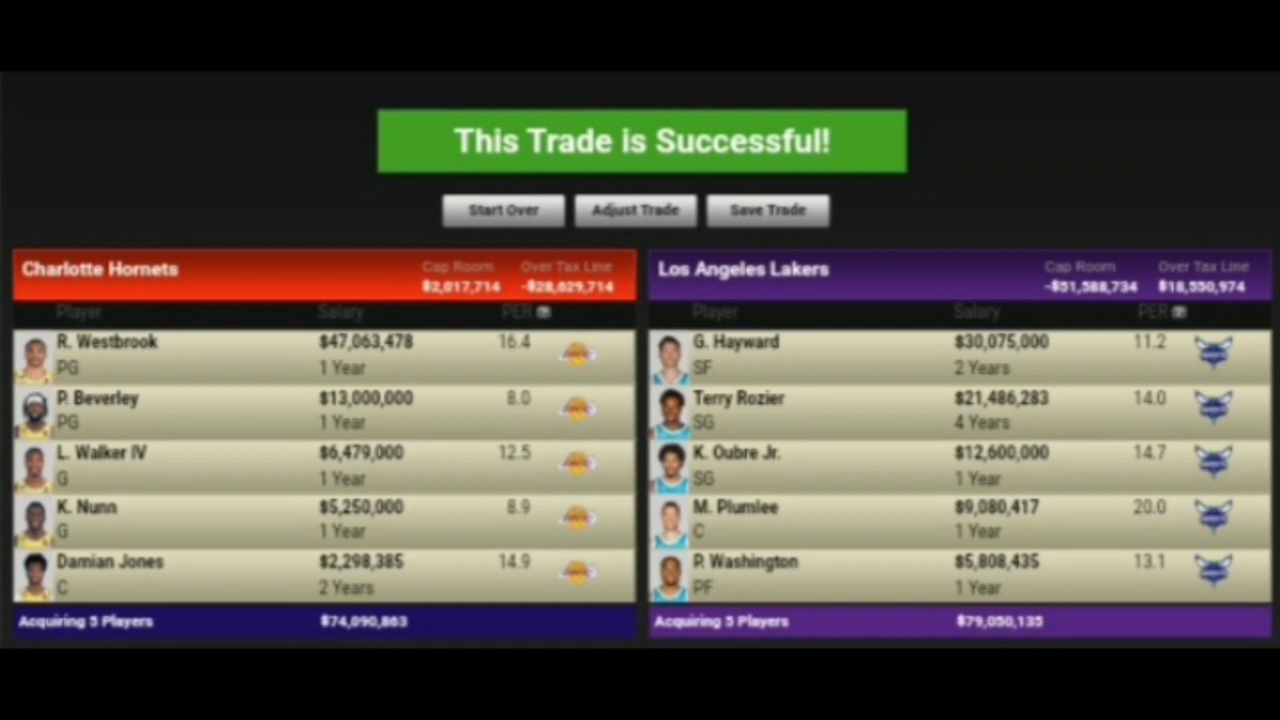 This Trade is Successful!
Start Over Adjust Trade Save Trade
Charlotte Hornets Cap Room Over Tax Line
$2,017,714 -$28,629,714
Player Salary PER
R. Westbrook $47,063,478 16.4
PG 1 Year
P. Beverley $13,000,000 8.0
PG 1 Year
L. Walker IV $6,479,000 12.5
G 1 Year
K. Nunn $5,250,000 8.9
G 1 Year
Damian Jones $2,298,385 14.9
C 2 Years
Acquiring 5 Players $74,090,863
Los Angeles Lakers Cap Room Over Tax Line
-$51,588,734 $18,550,974
Player Salary PER
G. Hayward $30,075,000 11.2
SF 2 Years
Terry Rozier $21,486,283 14.0
SG 4 Years
K. Oubre Jr. $12,600,000 14.7
SG 1 Year
M. Plumlee $9,080,417 20.0
C 1 Year
P. Washington $5,808,435 13.1
PF 1 Year
Acquiring 5 Players $79,050,135